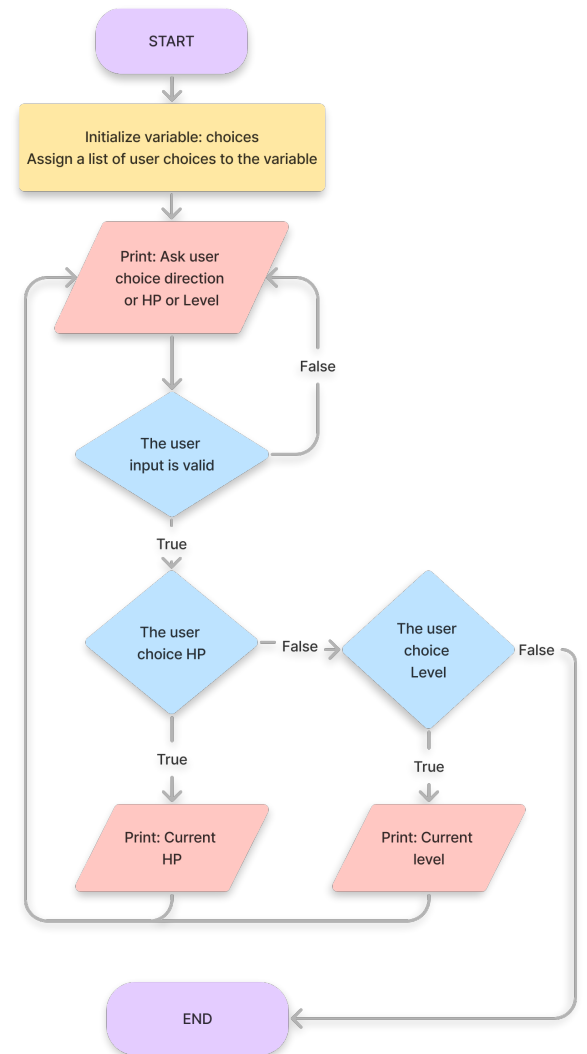 START
Initialize variable: choices
Assign a list of user choices to the variable
Print: Ask user
choice direction
or HP or Level
False
The user
input is valid
True
The user
choice HP
False
The user
choice
Level
False
True
True
Print: Current
HP
Print: Current
level
END